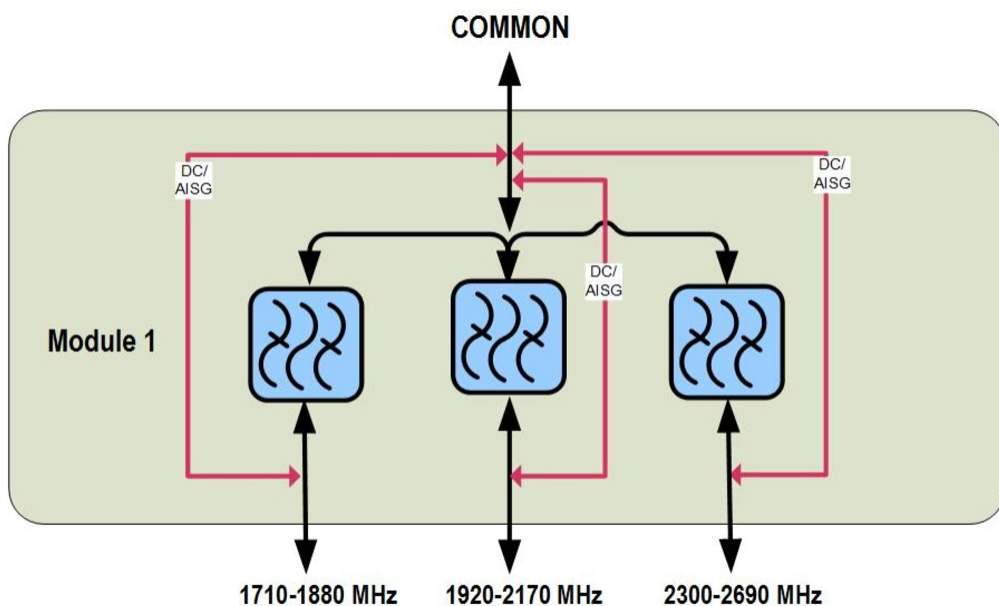 COMMON
DC/
AISG
DC/
AISG
DC/
AISG
Module 1
1710-1880 MHz
1920-2170 MHz
2300-2690 MHz